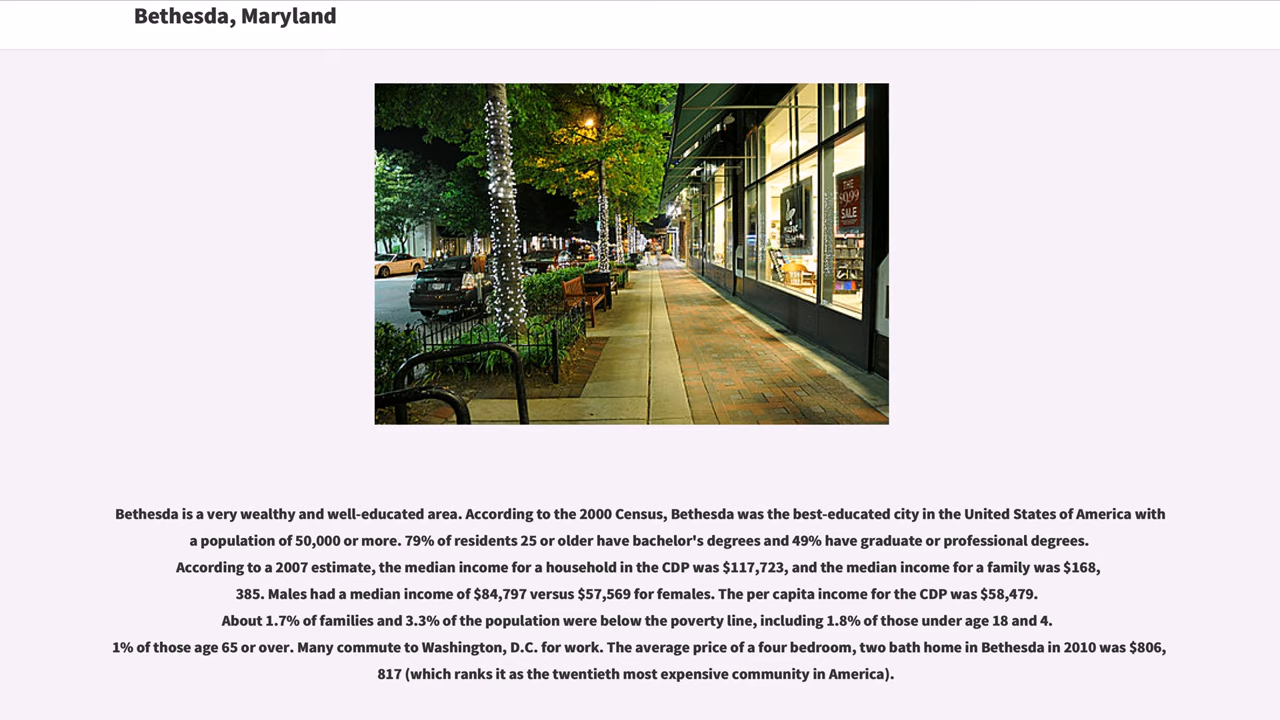 Bethesda, Maryland
THE
$0.99
SALE
Bethesda is a very wealthy and well-educated area. According to the 2000 Census, Bethesda was the best-educated city in the United States of America with
a population of 50,000 or more. 79% of residents 25 or older have bachelor's degrees and 49% have graduate or professional degrees.
According to a 2007 estimate, the median income for a household in the CDP was $117,723, and the median income for a family was $168,
385. Males had a median income of $84,797 versus $57,569 for females. The per capita income for the CDP was $58,479.
About 1.7% of families and 3.3% of the population were below the poverty line, including 1.8% of those under age 18 and 4.
1% of those age 65 or over. Many commute to Washington, D.C. for work. The average price of a four bedroom, two bath home in Bethesda in 2010 was $806,
817 (which ranks it as the twentieth most expensive community in America).